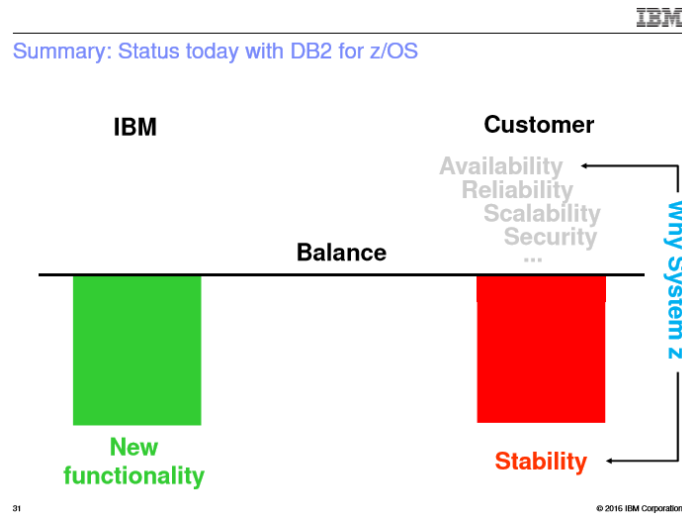 IBM
Summary: Status today with DB2 for z/OS
IBM
Customer
Availability
Reliability
Scalability
Security
...
Balance
Why System z
New
functionality
Stability
31
© 2016 IBM Corporation